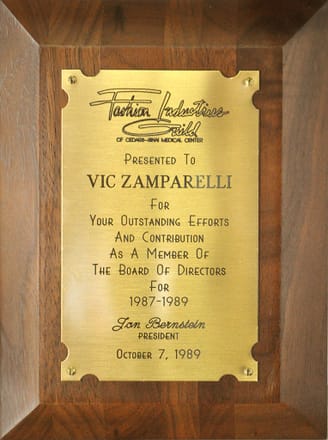 Fashion Industries
Guild
OF CEDARS-SINAI MEDICAL CENTER
PRESENTED TO
VIC ZAMPARELLI
FOR
YOUR OUTSTANDING EFFORTS
AND CONTRIBUTION
AS A MEMBER OF
THE BOARD OF DIRECTORS
FOR
1987-1989
Jon Bernstein
PRESIDENT
OCTOBER 7, 1989